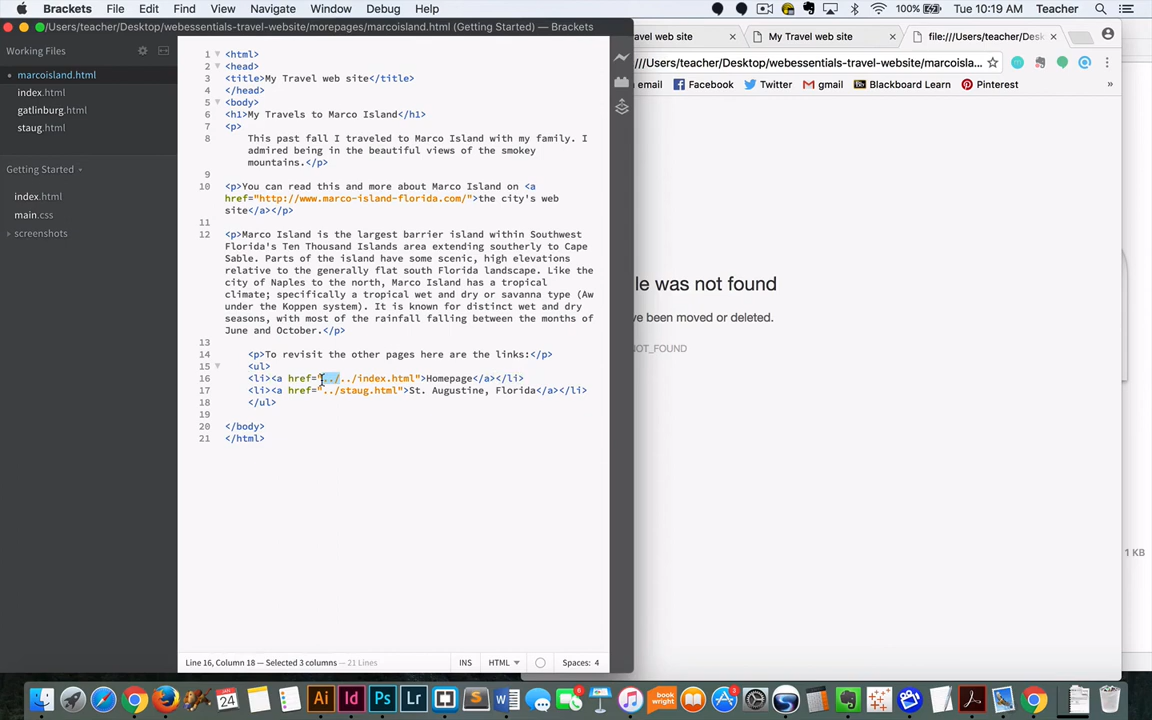 Brackets File Edit Find View Navigate Window Debug Help
100% Tue 10:19 AM Teacher
/Users/teacher/Desktop/webessentials-travel-website/morepages/marcoisland.html (Getting Started) — Brackets
Working Files
marcoisland.html
index.html
gatlinburg.html
staug.html
Getting Started
index.html
main.css
screenshots
1 <html>
2 <head>
3 <title>My Travel web site</title>
4 </head>
5 <body>
6 <h1>My Travels to Marco Island</h1>
7 <p>
8 This past fall I traveled to Marco Island with my family. I
admired being in the beautiful views of the smokey
mountains.</p>
9
10 <p>You can read this and more about Marco Island on <a
href="http://www.marco-island-florida.com/">the city's web
site</a></p>
11
12 <p>Marco Island is the largest barrier island within Southwest
Florida's Ten Thousand Islands area extending southerly to Cape
Sable. Parts of the island have some scenic, high elevations
relative to the generally flat south Florida landscape. Like the
city of Naples to the north, Marco Island has a tropical
climate; specifically a tropical wet and dry or savanna type (Aw
under the Koppen system). It is known for distinct wet and dry
seasons, with most of the rainfall falling between the months of
June and October.</p>
13
14 <p>To revisit the other pages here are the links:</p>
15 <ul>
16 <li><a href="../../index.html">Homepage</a></li>
17 <li><a href="../staug.html">St. Augustine, Florida</a></li>
18 </ul>
19
20 </body>
21 </html>
Line 16, Column 18 — Selected 3 columns — 21 Lines
INS HTML Spaces: 4
avel web site
My Travel web site
file:///Users/teacher/Desktop/
///Users/teacher/Desktop/webessentials-travel-website/marcoisla...
email Facebook Twitter gmail Blackboard Learn Pinterest »
le was not found
ve been moved or deleted.
NOT_FOUND
1 KB
24
Ai Id Ps Lr
6
book
wright
3